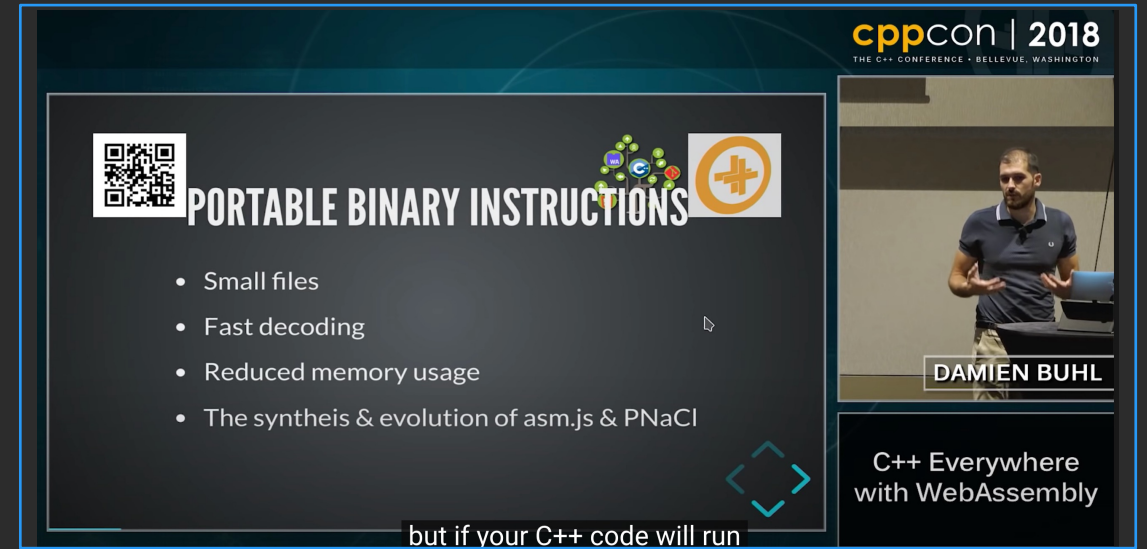 cppcon | 2018
THE C++ CONFERENCE • BELLEVUE, WASHINGTON
WA
C++
PORTABLE BINARY INSTRUCTIONS
• Small files
• Fast decoding
• Reduced memory usage
• The syntheis & evolution of asm.js & PNaCl
DAMIEN BUHL
C++ Everywhere
with WebAssembly
but if your C++ code will run